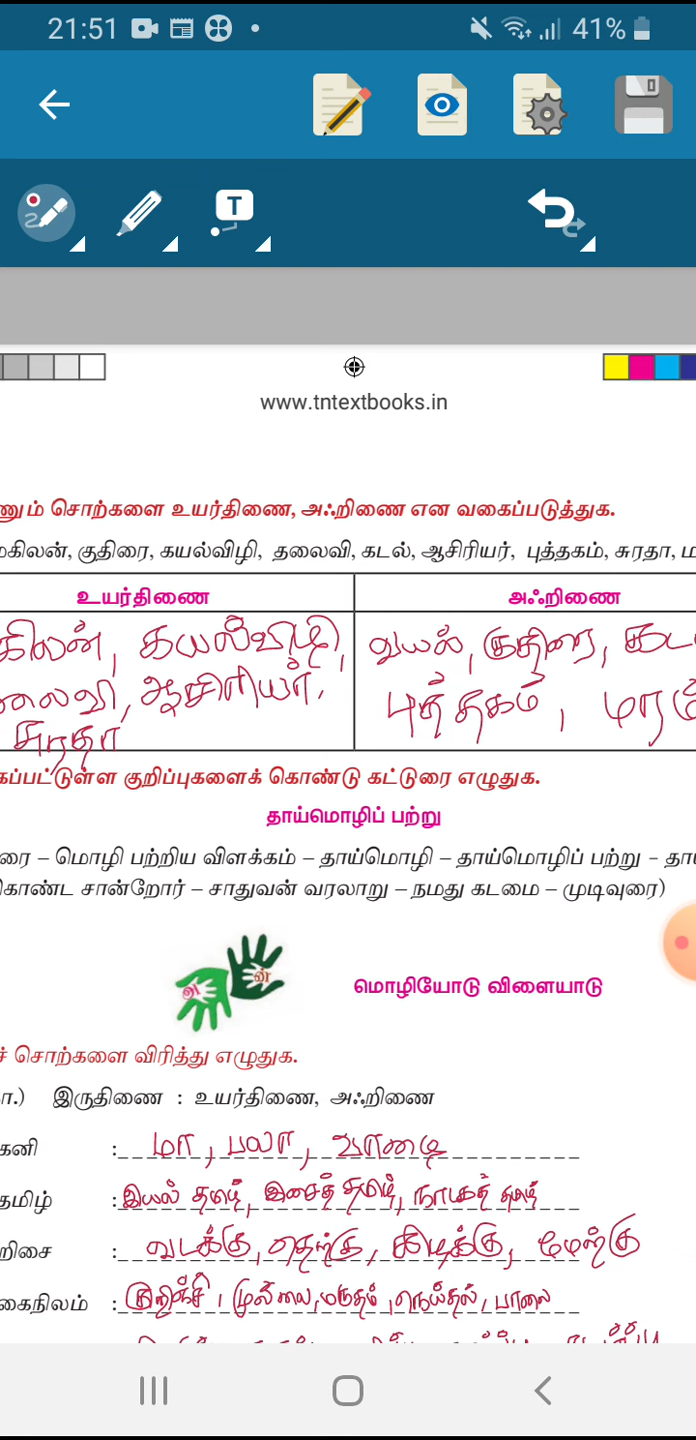 21:51
41%
T
www.tntextbooks.in
ணும் சொற்களை உயர்திணை, அஃறிணை என வகைப்படுத்துக.
கிலன், குதிரை, கயல்விழி, தலைவி, கடல், ஆசிரியர், புத்தகம், சுரதா, ம
உயர்திணை அஃறிணை
கிலன், கயல்விழி, வயல், குதிரை, கட
லைவி, ஆசிரியர், புத்தகம், மரம்
சுரதா
கப்பட்டுள்ள குறிப்புகளைக் கொண்டு கட்டுரை எழுதுக.
தாய்மொழிப் பற்று
ரை – மொழி பற்றிய விளக்கம் – தாய்மொழி – தாய்மொழிப் பற்று - தா
கொண்ட சான்றோர் – சாதுவன் வரலாறு – நமது கடமை – முடிவுரை)
மொழியோடு விளையாடு
ச் சொற்களை விரித்து எழுதுக.
ா.) இருதிணை : உயர்திணை, அஃறிணை
கனி : மா, பலா, வாழை
தமிழ் : இயல் தமிழ், இசைத் தமிழ், நாடகத் தமிழ்
றிசை : வடக்கு, தெற்கு, கிழக்கு, மேற்கு
கைநிலம் : குறிஞ்சி, முல்லை, மருதம், நெய்தல், பாலை